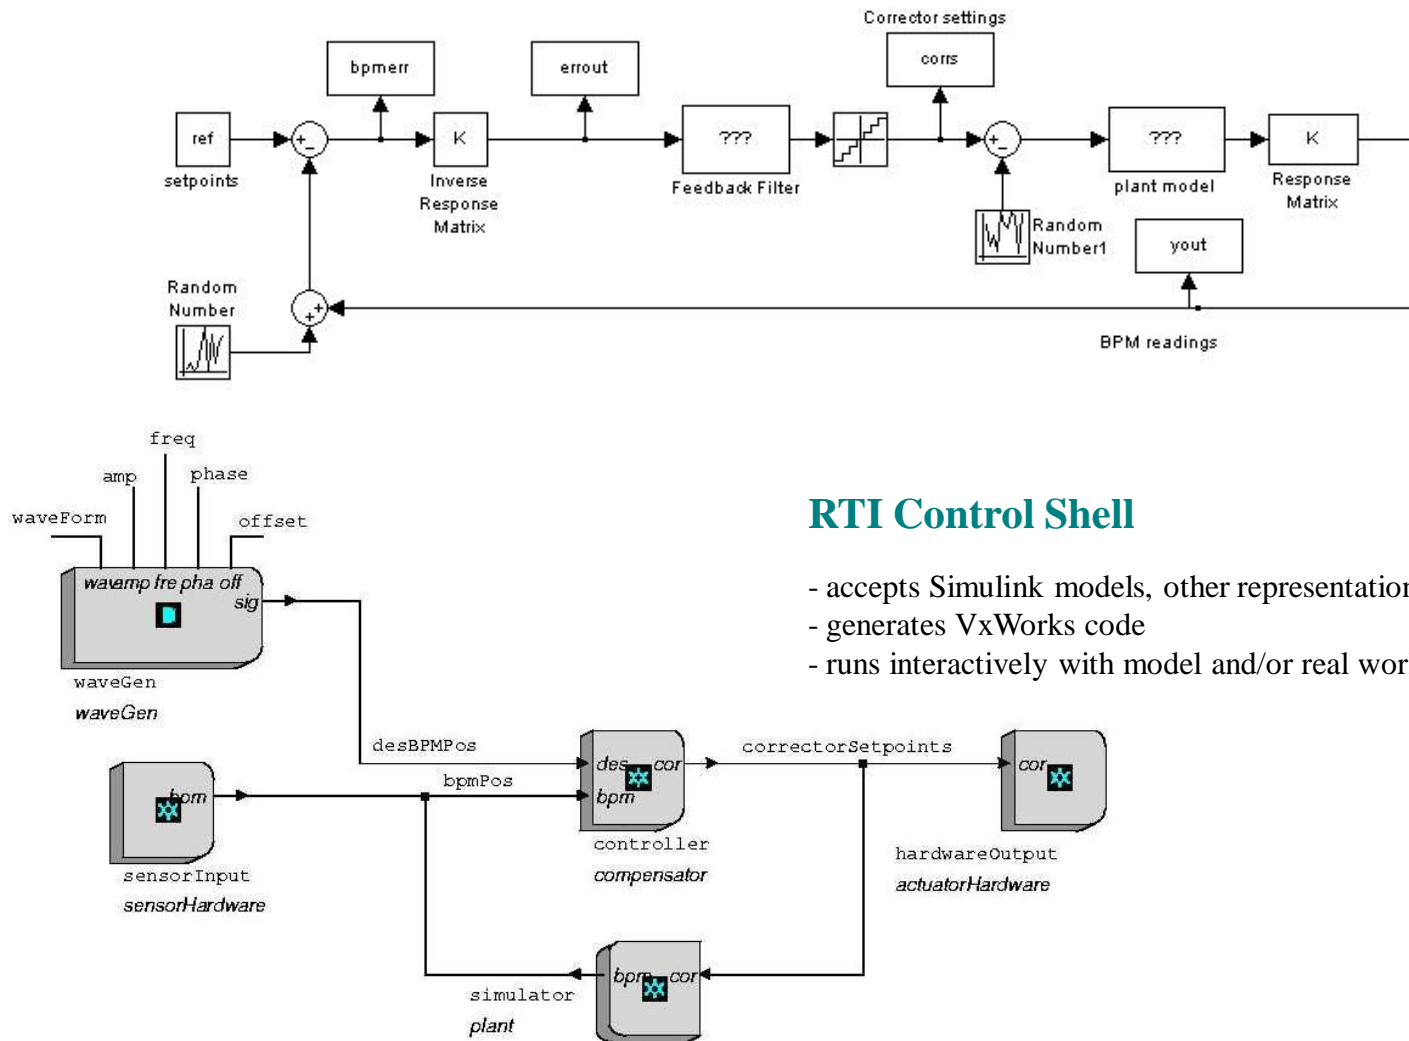 Corrector settings
bpmerr
errout
corrs
ref
+
−
K
???
+
−
???
K
setpoints
Inverse
Response
Matrix
Feedback Filter
plant model
Response
Matrix
Random
Number1
yout
Random
Number
+
+
BPM readings
freq
amp
phase
waveForm
offset
wavamp fre pha off
sig
waveGen
waveGen
RTI Control Shell
- accepts Simulink models, other representation
- generates VxWorks code
- runs interactively with model and/or real wor
desBPMPos
correctorSetpoints
bpmPos
bpm
des
cor
bpm
cor
sensorInput
sensorHardware
controller
compensator
hardwareOutput
actuatorHardware
bpm
cor
simulator
plant